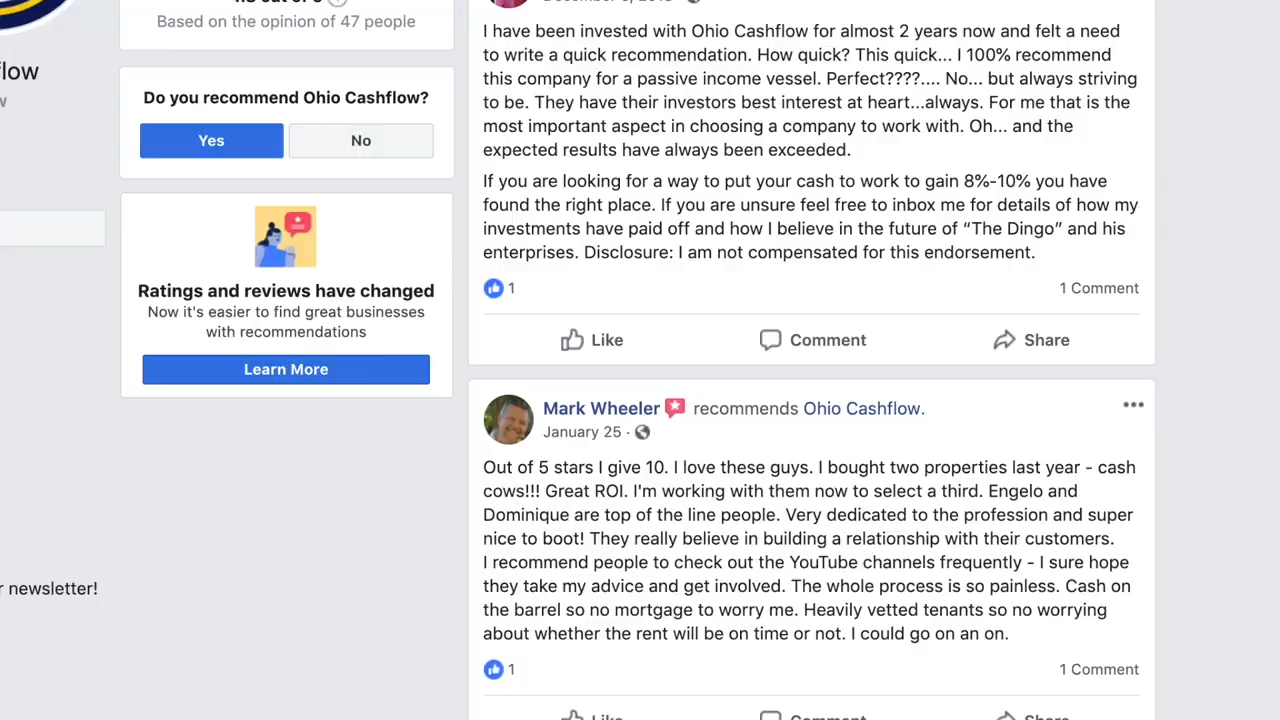 Based on the opinion of 47 people
Do you recommend Ohio Cashflow?
Yes
No
Ratings and reviews have changed
Now it's easier to find great businesses
with recommendations
Learn More
r newsletter!
I have been invested with Ohio Cashflow for almost 2 years now and felt a need
to write a quick recommendation. How quick? This quick... I 100% recommend
this company for a passive income vessel. Perfect????.... No... but always striving
to be. They have their investors best interest at heart...always. For me that is the
most important aspect in choosing a company to work with. Oh... and the
expected results have always been exceeded.
If you are looking for a way to put your cash to work to gain 8%-10% you have
found the right place. If you are unsure feel free to inbox me for details of how my
investments have paid off and how I believe in the future of “The Dingo” and his
enterprises. Disclosure: I am not compensated for this endorsement.
1
1 Comment
Like
Comment
Share
Mark Wheeler recommends Ohio Cashflow.
January 25 ·
Out of 5 stars I give 10. I love these guys. I bought two properties last year - cash
cows!!! Great ROI. I'm working with them now to select a third. Engelo and
Dominique are top of the line people. Very dedicated to the profession and super
nice to boot! They really believe in building a relationship with their customers.
I recommend people to check out the YouTube channels frequently - I sure hope
they take my advice and get involved. The whole process is so painless. Cash on
the barrel so no mortgage to worry me. Heavily vetted tenants so no worrying
about whether the rent will be on time or not. I could go on an on.
1
1 Comment
Like
Comment
Share